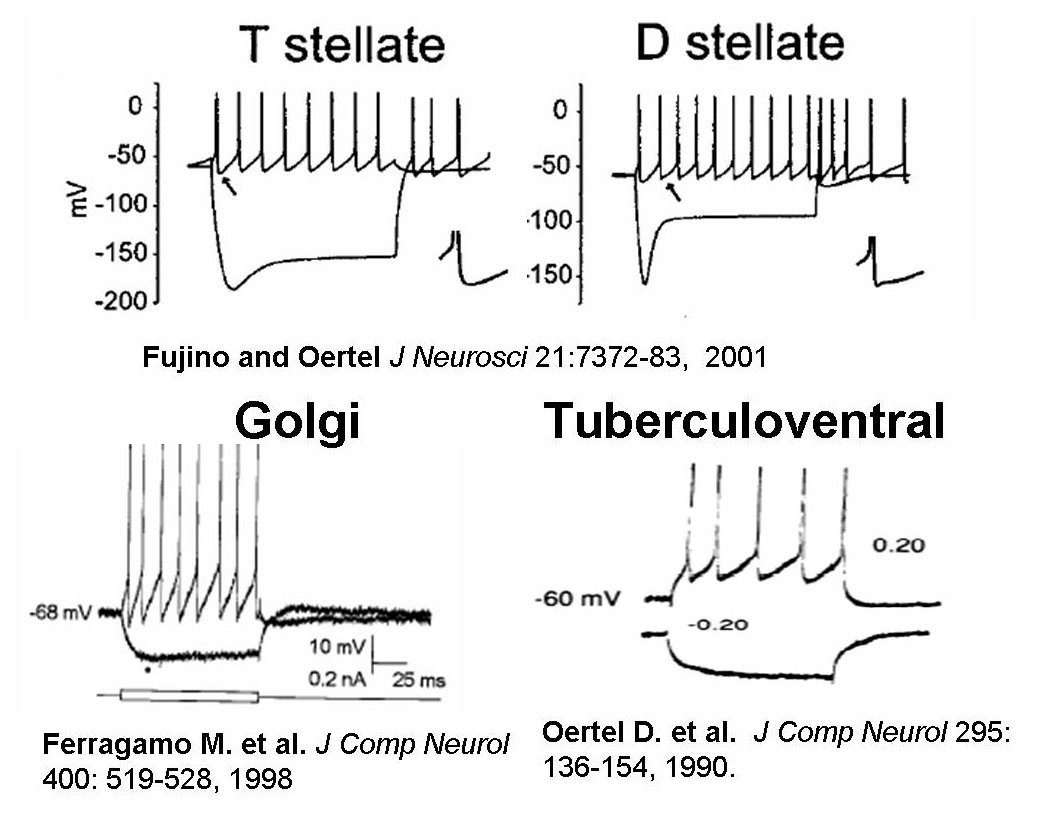 T stellate
D stellate
0
-50
mV
-100
-150
-200
0
-50
-100
-150
Fujino and Oertel J Neurosci 21:7372-83, 2001
Golgi
Tuberculoventral
-68 mV
10 mV
0.2 nA
25 ms
0.20
-60 mV
-0.20
Ferragamo M. et al. J Comp Neurol
400: 519-528, 1998
Oertel D. et al. J Comp Neurol 295:
136-154, 1990.